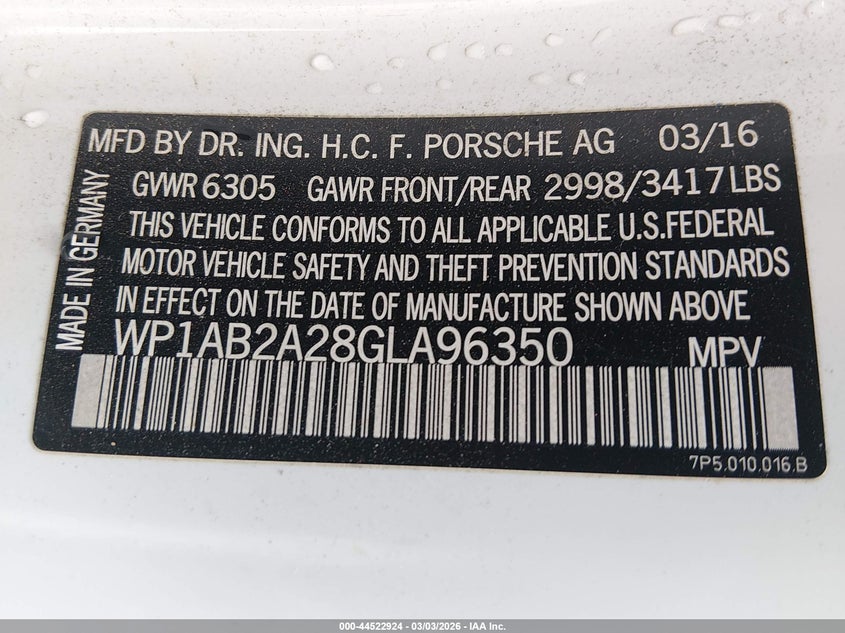 MFD BY DR. ING. H.C. F. PORSCHE AG 03/16
GVWR 6305 GAWR FRONT/REAR 2998/3417LBS
THIS VEHICLE CONFORMS TO ALL APPLICABLE U.S.FEDERAL
MOTOR VEHICLE SAFETY AND THEFT PREVENTION STANDARDS
IN EFFECT ON THE DATE OF MANUFACTURE SHOWN ABOVE
WP1AB2A28GLA96350 MPV
MADE IN GERMANY
7P5.010.016.B
000-44522924 | 03/03/2026 - IAA Inc.